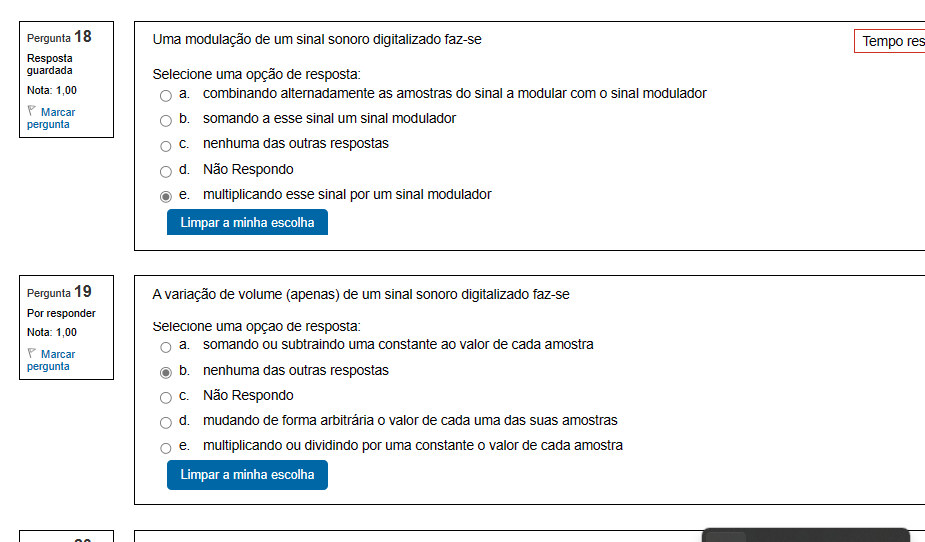 Pergunta 18
Resposta
guardada
Nota: 1,00
Marcar
pergunta
Uma modulação de um sinal sonoro digitalizado faz-se
Tempo res
Selecione uma opção de resposta:
a. combinando alternadamente as amostras do sinal a modular com o sinal modulador
b. somando a esse sinal um sinal modulador
c. nenhuma das outras respostas
d. Não Respondo
e. multiplicando esse sinal por um sinal modulador
Limpar a minha escolha
Pergunta 19
Por responder
Nota: 1,00
Marcar
pergunta
A variação de volume (apenas) de um sinal sonoro digitalizado faz-se
Selecione uma opção de resposta:
a. somando ou subtraindo uma constante ao valor de cada amostra
b. nenhuma das outras respostas
c. Não Respondo
d. mudando de forma arbitrária o valor de cada uma das suas amostras
e. multiplicando ou dividindo por uma constante o valor de cada amostra
Limpar a minha escolha